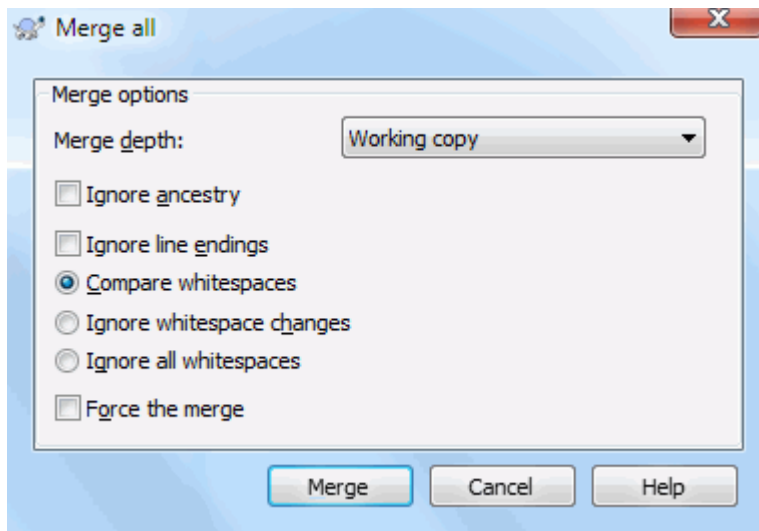 Merge all
X
Merge options
Merge depth: Working copy
Ignore ancestry
Ignore line endings
Compare whitespaces
Ignore whitespace changes
Ignore all whitespaces
Force the merge
Merge Cancel Help